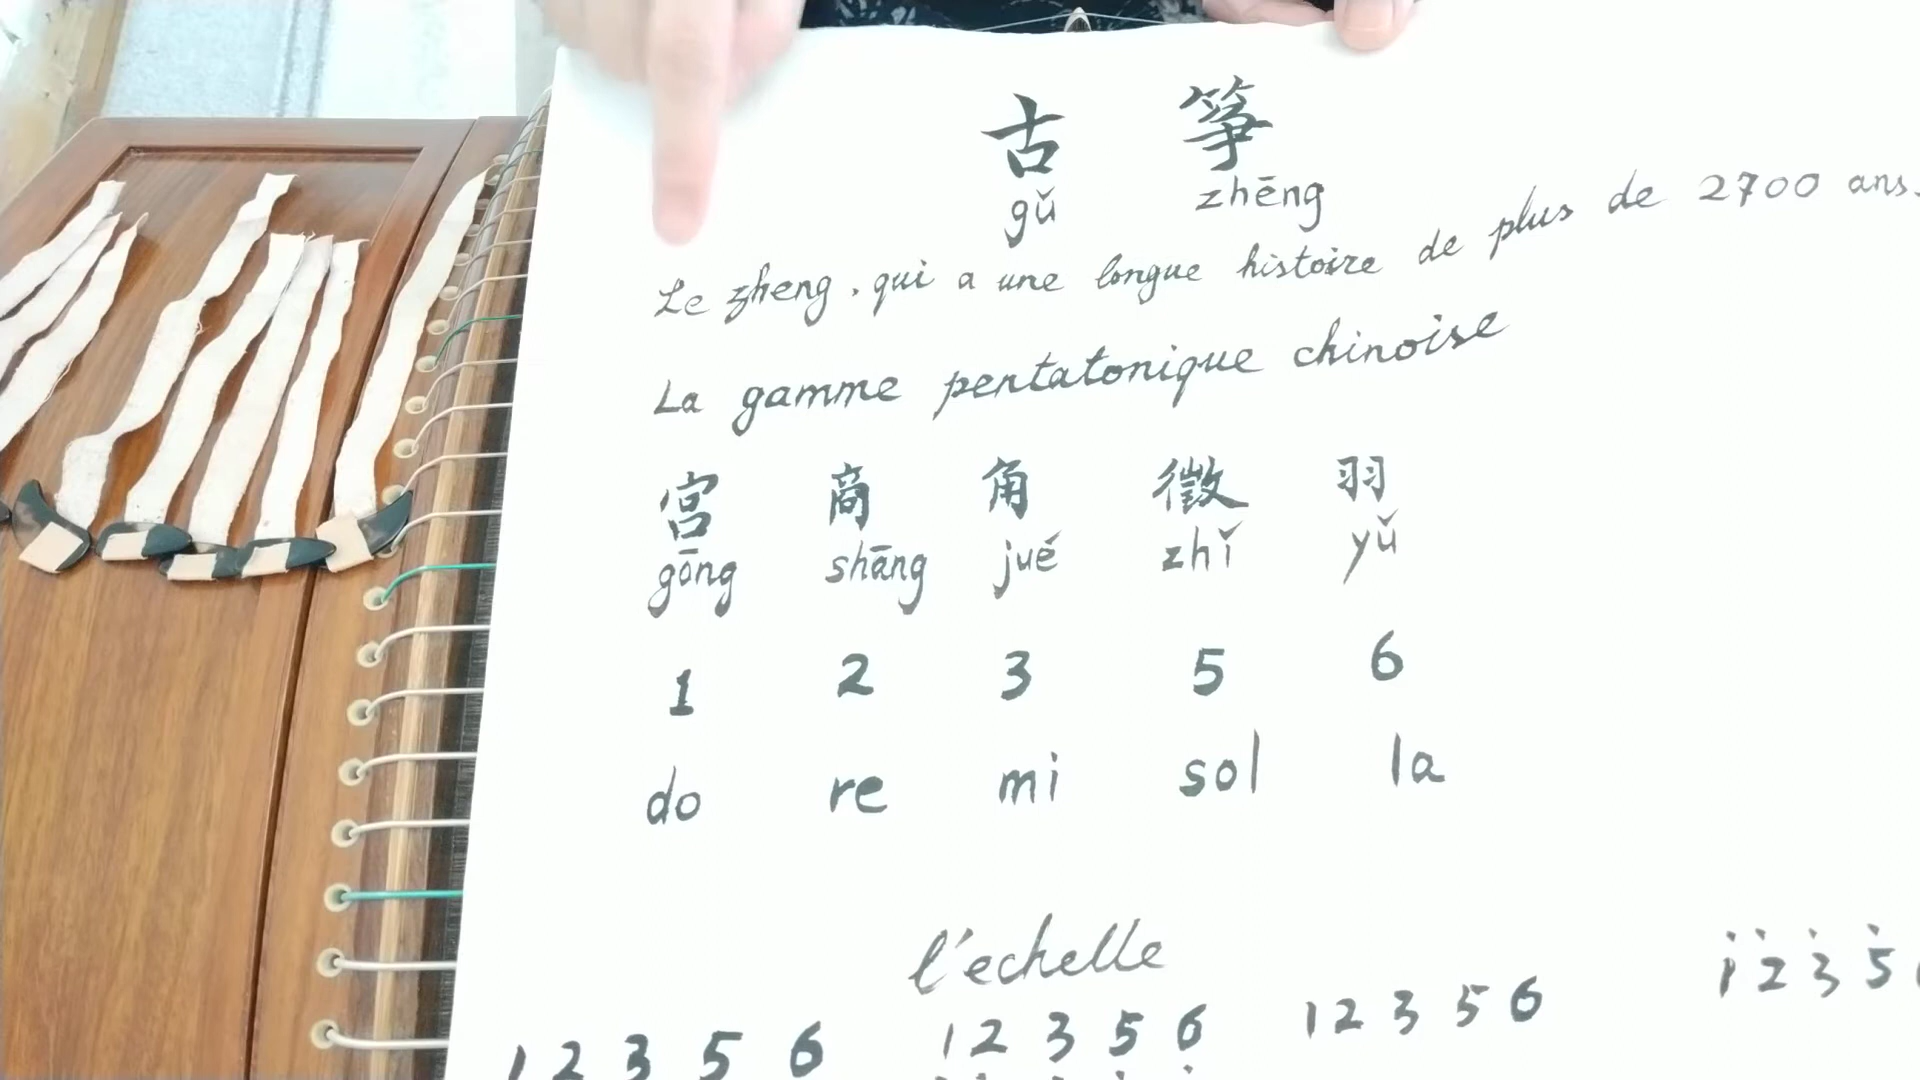 古 筝
gǔ zhēng
Le zheng, qui a une longue histoire de plus de 2700 ans.
La gamme pentatonique chinoise
宫 商 角 徵 羽
gōng shāng jué zhǐ yǔ
1 2 3 5 6
do re mi sol la
l'echelle
1 2 3 5 6 1 2 3 5 6 1 2 3 5 6 1̇ 2̇ 3̇ 5̇